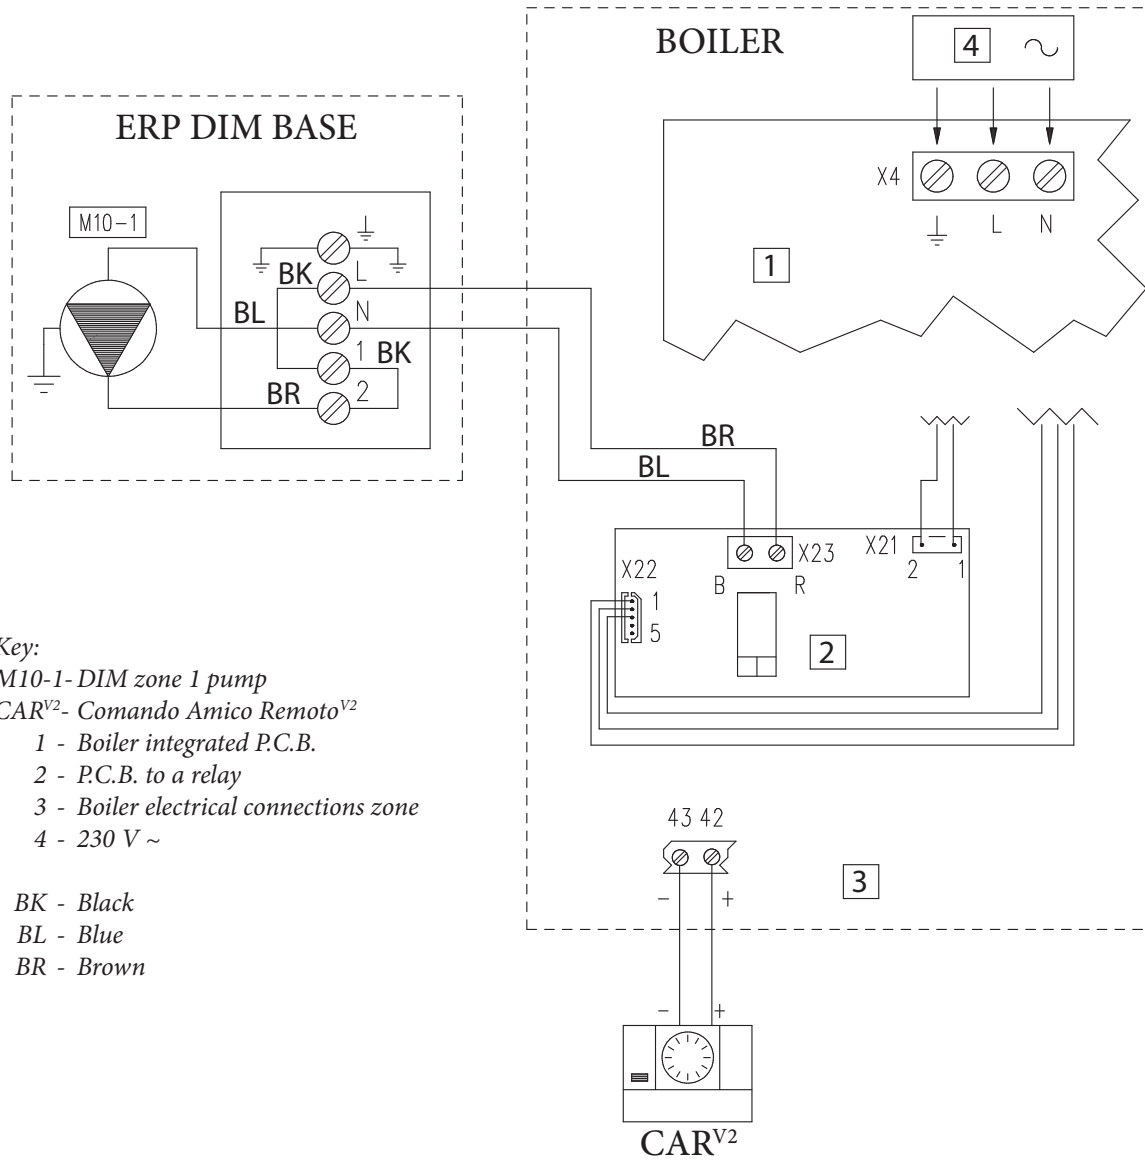 BOILER
4
ERP DIM BASE
X4
M10-1
L
N
1
BK
L
BL
N
1
BK
BR
2
BR
BL
X23
X21
X22
B
R
2
1
1
5
2
Key:
M10-1- DIM zone 1 pump
CARV2- Comando Amico RemotoV2
1 - Boiler integrated P.C.B.
2 - P.C.B. to a relay
3 - Boiler electrical connections zone
4 - 230 V ~
43 42
3
BK - Black
- +
BL - Blue
BR - Brown
- +
CARV2